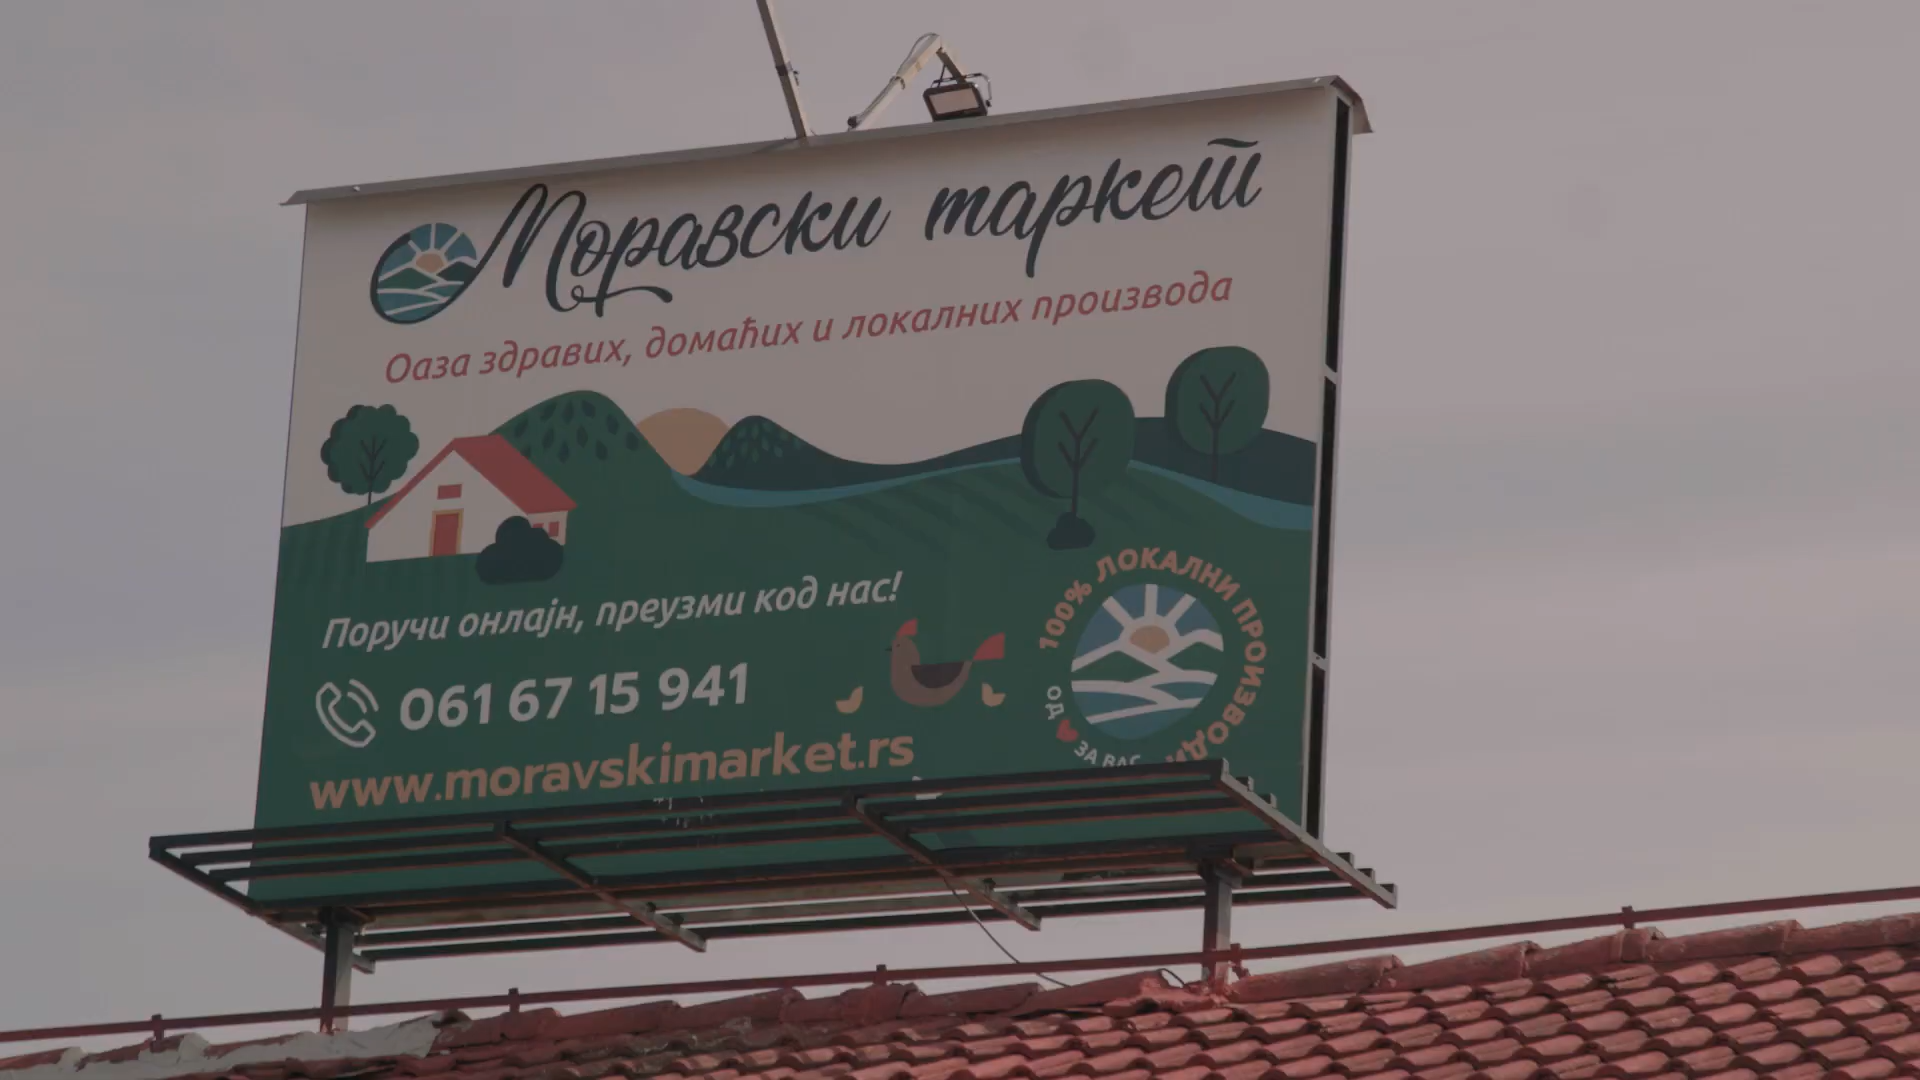 Моравски маркет
Оаза здравих, домаћих и локалних производа
Поручи онлајн, преузми код нас!
061 67 15 941
www.moravskimarket.rs
100% ЛОКАЛНИ ПРОИЗВОДИ
ОД ❤ ЗА ВАС